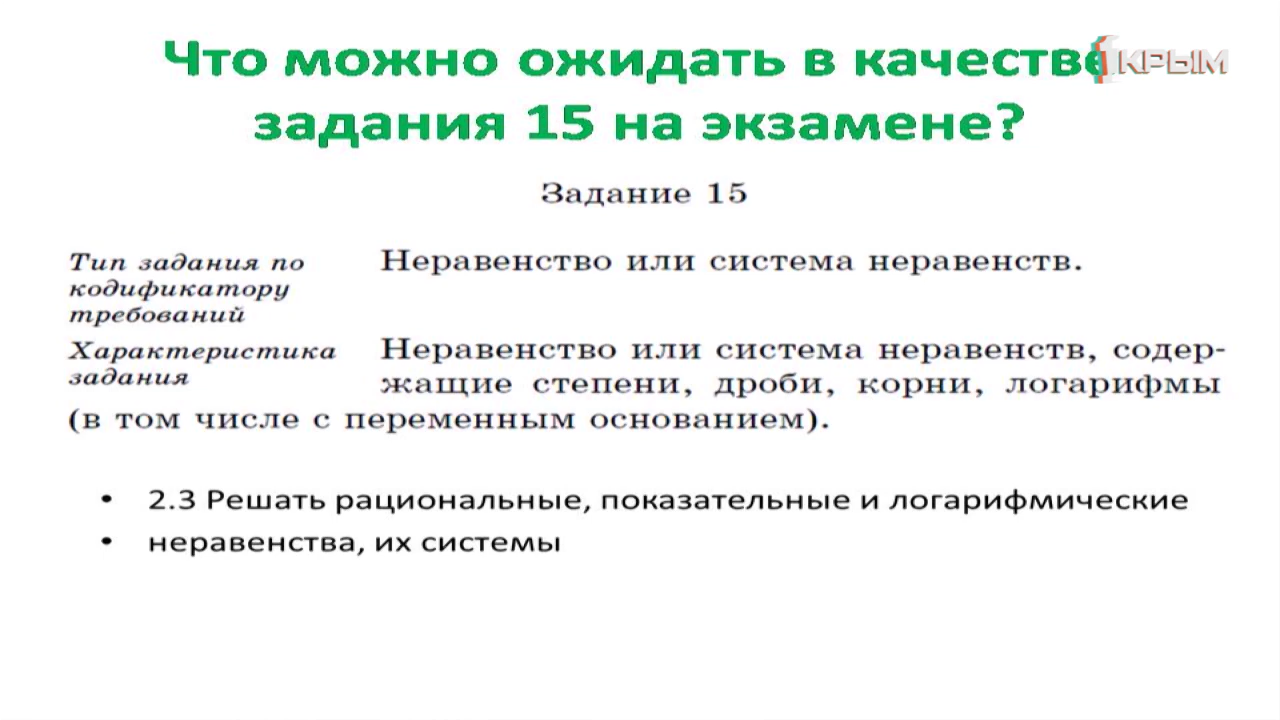 Что можно ожидать в качестве
1 КРЫМ
задания 15 на экзамене?
Задание 15
Тип задания по
кодификатору
требований
Неравенство или система неравенств.
Характеристика
задания
Неравенство или система неравенств, содер-
жащие степени, дроби, корни, логарифмы
(в том числе с переменным основанием).
• 2.3 Решать рациональные, показательные и логарифмические
• неравенства, их системы